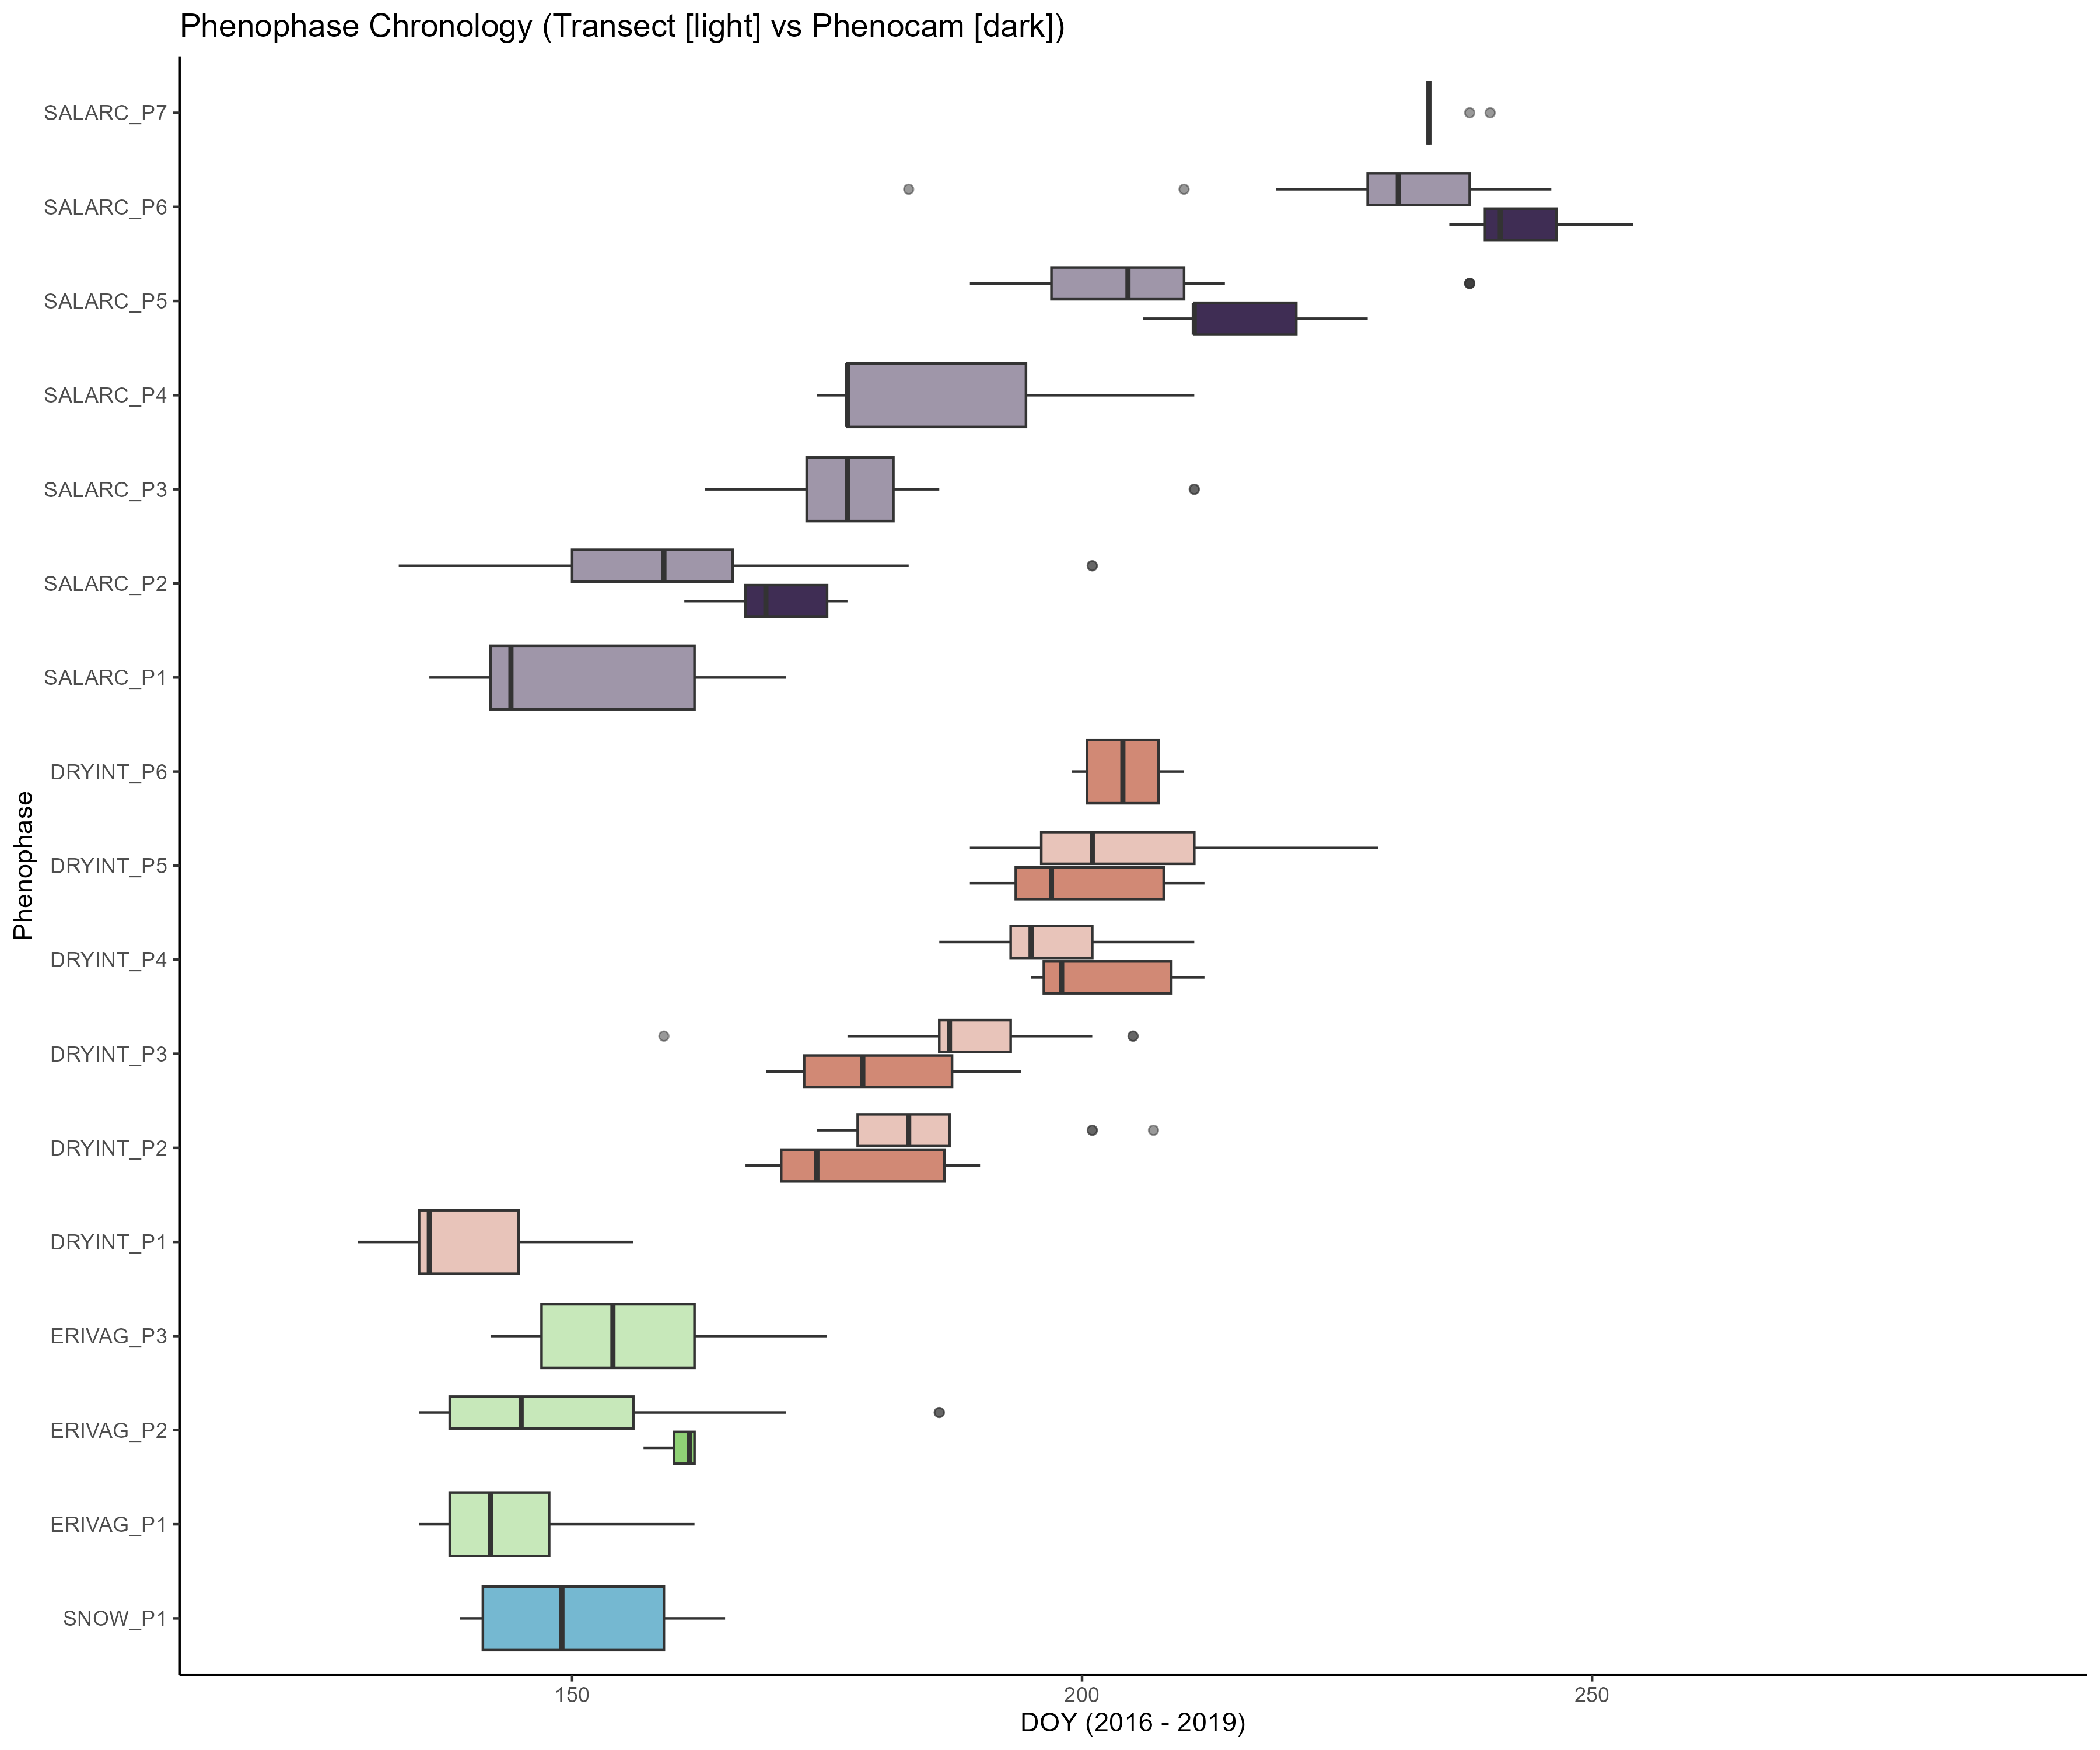 Phenophase Chronology (Transect [light] vs Phenocam [dark])
Phenophase
SALARC_P7
SALARC_P6
SALARC_P5
SALARC_P4
SALARC_P3
SALARC_P2
SALARC_P1
DRYINT_P6
DRYINT_P5
DRYINT_P4
DRYINT_P3
DRYINT_P2
DRYINT_P1
ERIVAG_P3
ERIVAG_P2
ERIVAG_P1
SNOW_P1
150 200 250
DOY (2016 - 2019)